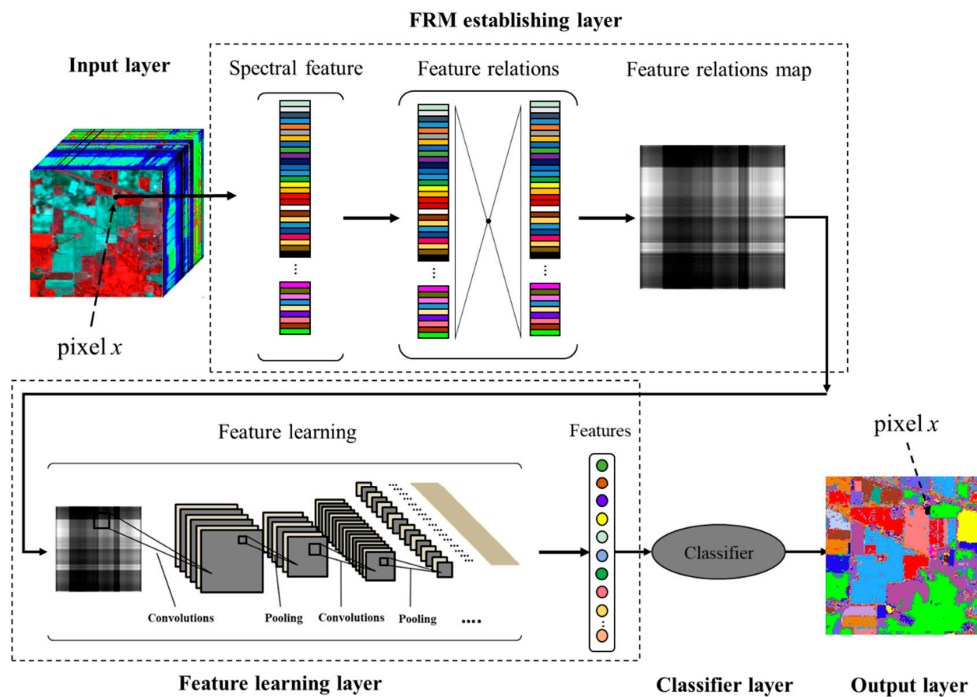 FRM establishing layer
Input layer
Spectral feature
Feature relations
Feature relations map
pixel x
Feature learning
Features
pixel x
Classifier
Convolutions
Pooling
Convolutions
Pooling
Feature learning layer
Classifier layer
Output layer